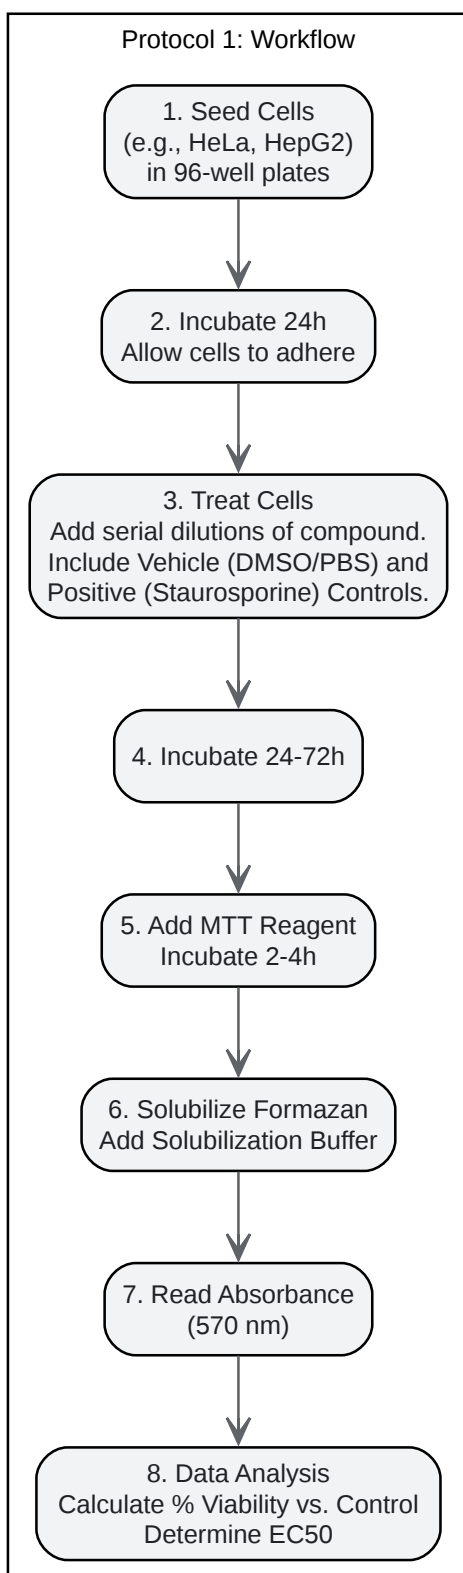 Protocol 1: Workflow
1. Seed Cells
(e.g., HeLa, HepG2)
in 96-well plates
2. Incubate 24h
Allow cells to adhere
3. Treat Cells
Add serial dilutions of compound.
Include Vehicle (DMSO/PBS) and
Positive (Staurosporine) Controls.
4. Incubate 24-72h
5. Add MTT Reagent
Incubate 2-4h
6. Solubilize Formazan
Add Solubilization Buffer
7. Read Absorbance
(570 nm)
8. Data Analysis
Calculate % Viability vs. Control
Determine EC50